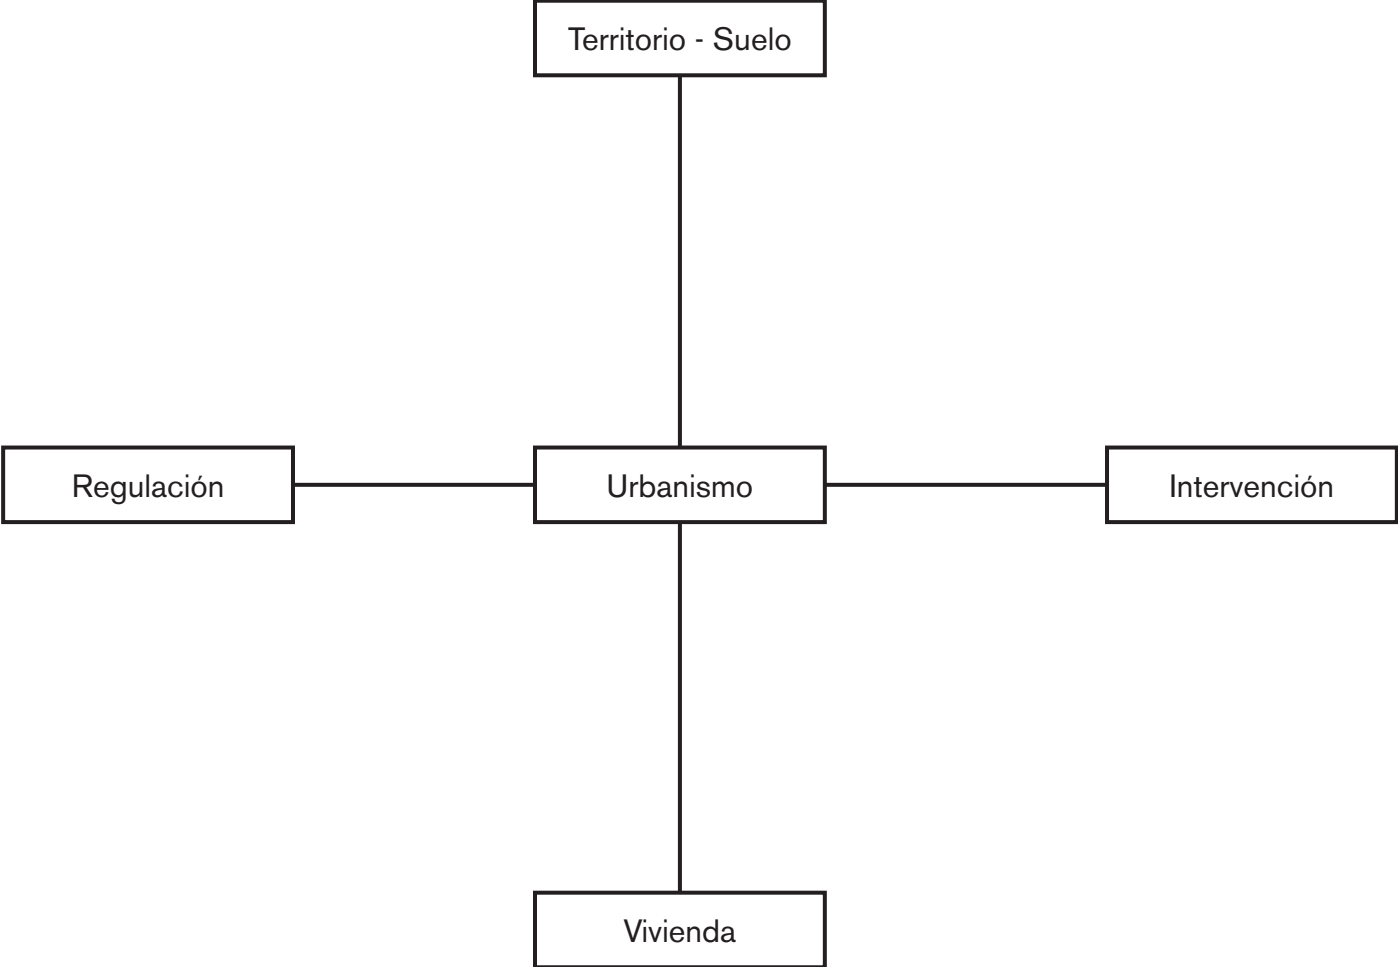 Territorio - Suelo
Regulación
Urbanismo
Intervención
Vivienda